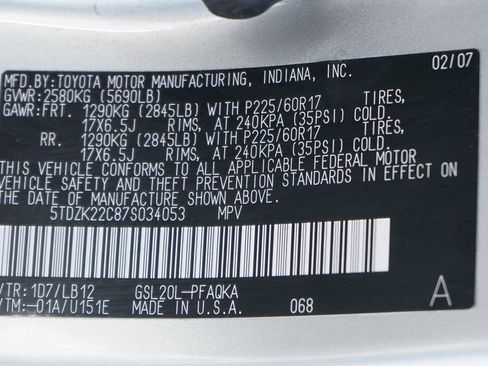 MFD.BY:TOYOTA MOTOR MANUFACTURING, INDIANA, INC. 02/07
GVWR:2580KG (5690LB)
GAWR:FRT. 1290KG (2845LB) WITH P225/60R17 TIRES,
17X6.5J RIMS, AT 240KPA (35PSI) COLD.
RR. 1290KG (2845LB) WITH P225/60R17 TIRES,
17X6.5J RIMS, AT 240KPA (35PSI) COLD.
THIS VEHICLE CONFORMS TO ALL APPLICABLE FEDERAL MOTOR
VEHICLE SAFETY AND THEFT PREVENTION STANDARDS IN EFFECT ON
THE DATE OF MANUFACTURE SHOWN ABOVE.
5TDZK22C87S034053 MPV
/TR:1D7/LB12 GSL20L-PFAQKA
/TM:-01A/U151E MADE IN U.S.A. 068 A